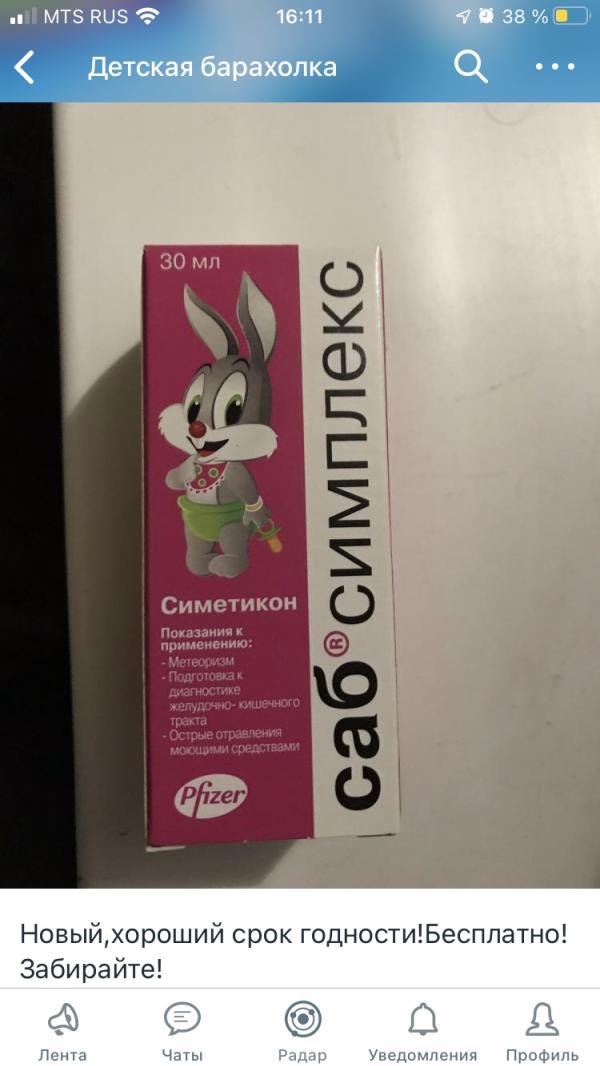 MTS RUS 16:11 38 %
Детская барахолка
30 мл
Симетикон
Показания к
применению:
- Метеоризм
- Подготовка к
диагностике
желудочно- кишечного
тракта
- Острые отравления
моющими средствами
Pfizer
саб®симплекс
Новый,хороший срок годности!Бесплатно!
Забирайте!
Лента Чаты Радар Уведомления Профиль